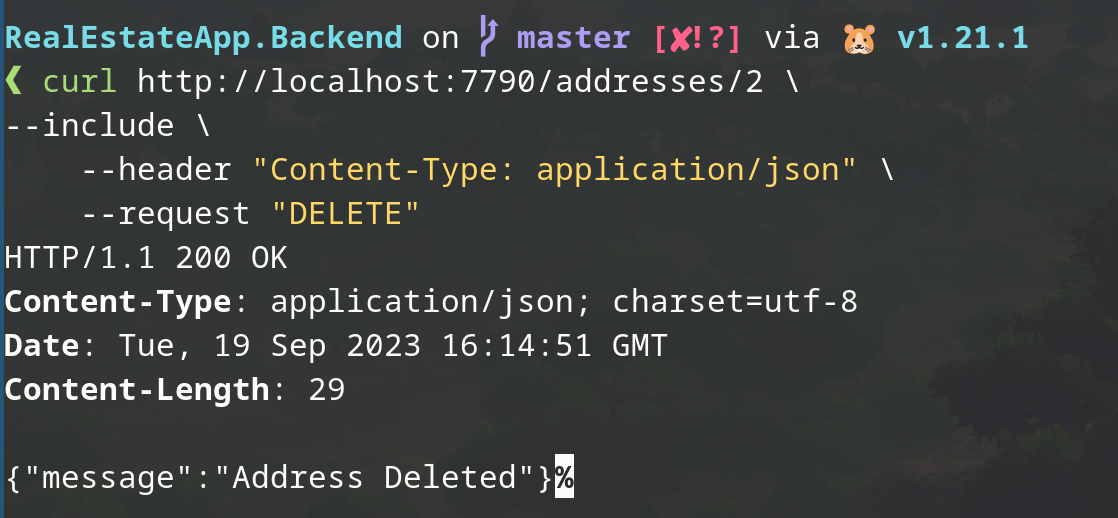 RealEstateApp.Backend on master [✘!?] via 🐹 v1.21.1
❮ curl http://localhost:7790/addresses/2 \
--include \
    --header "Content-Type: application/json" \
    --request "DELETE"
HTTP/1.1 200 OK
Content-Type: application/json; charset=utf-8
Date: Tue, 19 Sep 2023 16:14:51 GMT
Content-Length: 29

{"message":"Address Deleted"}%